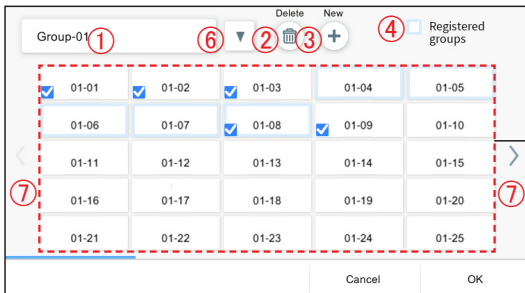 Delete New
Group-01 ① ⑥ ▼ ② ③ + ④ Registered
groups
01-01 01-02 01-03 01-04 01-05
01-06 01-07 01-08 01-09 01-10
01-11 01-12 01-13 01-14 01-15
⑦ 01-16 01-17 01-18 01-19 01-20 ⑦
01-21 01-22 01-23 01-24 01-25
Cancel OK